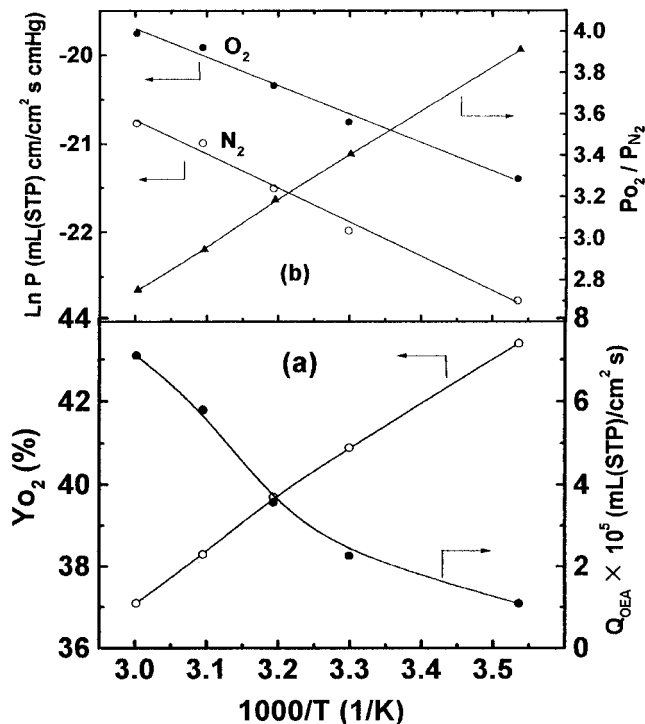 Ln P (mL(STP) cm/cm² s cmHg)
-20
-21
-22
O₂
N₂
(b)
4.0
3.8
3.6
3.4
3.2
3.0
2.8
Po₂ / P_N₂
44
42
40
38
36
Yo₂ (%)
(a)
8
6
4
2
0
Q_OEA × 10⁵ (mL(STP)/cm² s)
3.0 3.1 3.2 3.3 3.4 3.5
1000/T (1/K)